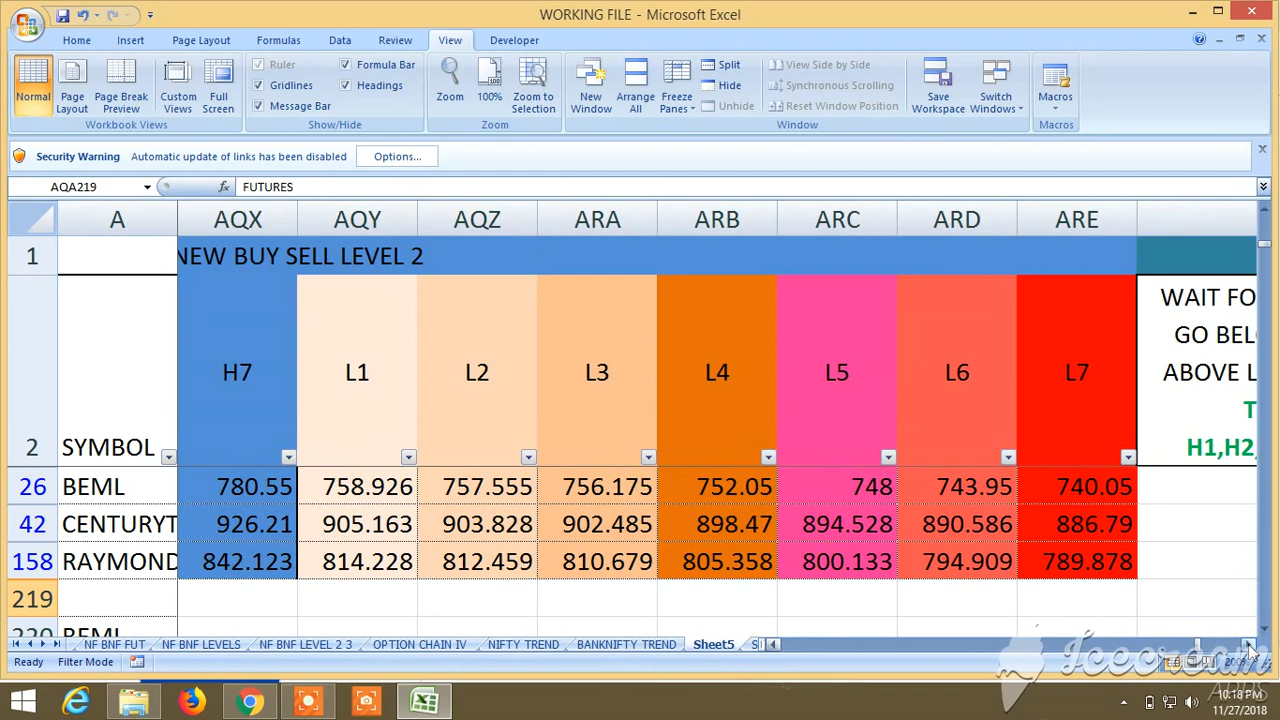 WORKING FILE - Microsoft Excel
Home Insert Page Layout Formulas Data Review View Developer
Normal
Page Layout
Page Break Preview
Custom Views
Full Screen
Workbook Views
Ruler
Formula Bar
Gridlines
Headings
Message Bar
Show/Hide
Zoom
100%
Zoom to Selection
Zoom
New Window
Arrange All
Freeze Panes
Split
Hide
Unhide
View Side by Side
Synchronous Scrolling
Reset Window Position
Window
Save Workspace
Switch Windows
Macros
Macros
Security Warning Automatic update of links has been disabled Options...
AQA219 fx FUTURES
A AQX AQY AQZ ARA ARB ARC ARD ARE
1 NEW BUY SELL LEVEL 2
WAIT FO
GO BEL
ABOVE L
T
H1,H2,
2 SYMBOL H7 L1 L2 L3 L4 L5 L6 L7
26 BEML 780.55 758.926 757.555 756.175 752.05 748 743.95 740.05
42 CENTURYT 926.21 905.163 903.828 902.485 898.47 894.528 890.586 886.79
158 RAYMOND 842.123 814.228 812.459 810.679 805.358 800.133 794.909 789.878
219
220 BEML
NF BNF FUT NF BNF LEVELS NF BNF LEVEL 2 3 OPTION CHAIN IV NIFTY TREND BANKNIFTY TREND Sheet5 S
Ready Filter Mode
Icecream
APPS
10:18 PM
11/27/2018